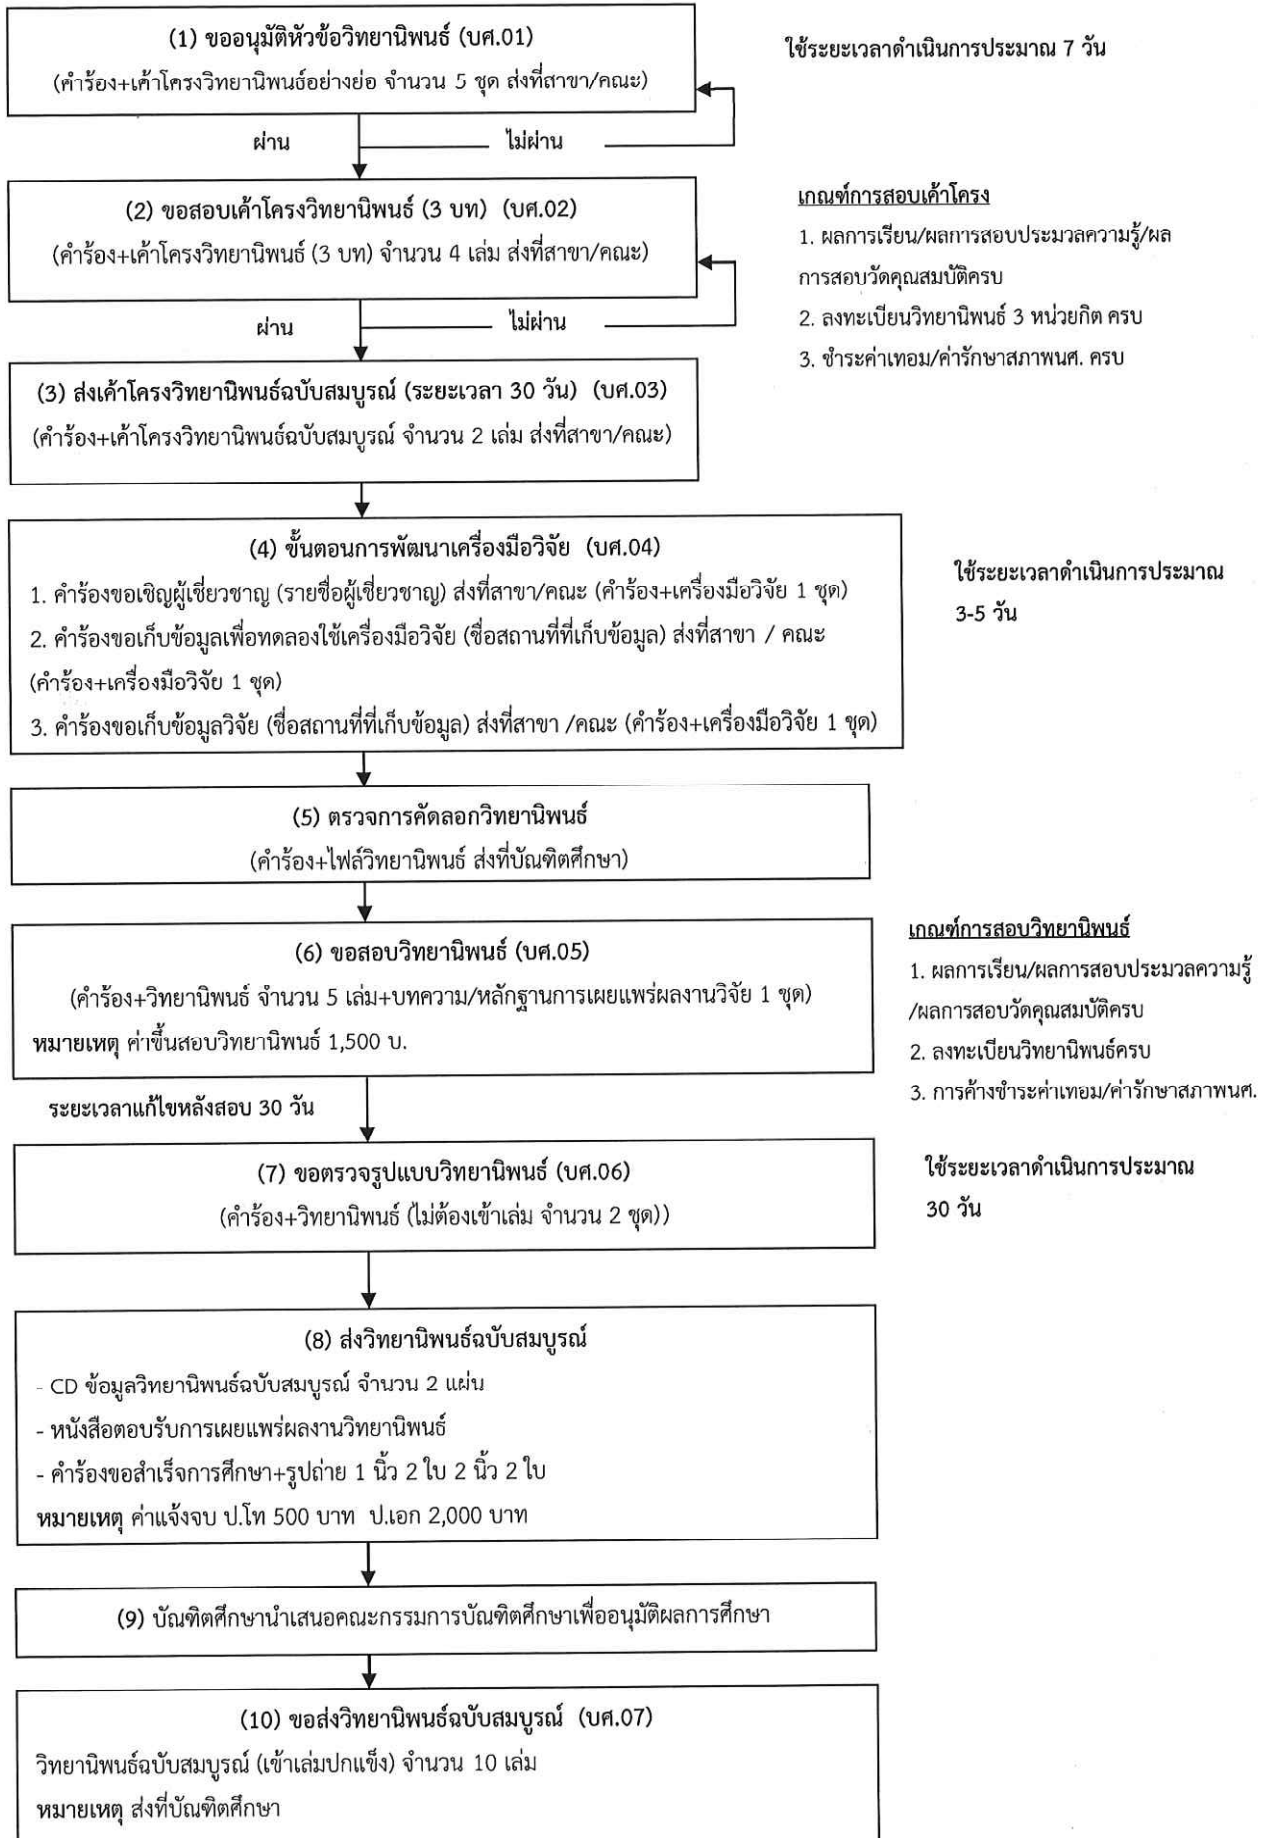 (1) ขออนุมัติหัวข้อวิทยานิพนธ์ (บศ.01)
(คำร้อง+เค้าโครงวิทยานิพนธ์อย่างย่อ จำนวน 5 ชุด ส่งที่สาขา/คณะ)
ใช้ระยะเวลาดำเนินการประมาณ 7 วัน
ผ่าน
ไม่ผ่าน
(2) ขอสอบเค้าโครงวิทยานิพนธ์ (3 บท) (บศ.02)
(คำร้อง+เค้าโครงวิทยานิพนธ์ (3 บท) จำนวน 4 เล่ม ส่งที่สาขา/คณะ)
เกณฑ์การสอบเค้าโครง
1. ผลการเรียน/ผลการสอบประมวลความรู้/ผล
การสอบวัดคุณสมบัติครบ
2. ลงทะเบียนวิทยานิพนธ์ 3 หน่วยกิต ครบ
3. ชำระค่าเทอม/ค่ารักษาสภาพนศ. ครบ
ผ่าน
ไม่ผ่าน
(3) ส่งเค้าโครงวิทยานิพนธ์ฉบับสมบูรณ์ (ระยะเวลา 30 วัน) (บศ.03)
(คำร้อง+เค้าโครงวิทยานิพนธ์ฉบับสมบูรณ์ จำนวน 2 เล่ม ส่งที่สาขา/คณะ)
(4) ขั้นตอนการพัฒนาเครื่องมือวิจัย (บศ.04)
1. คำร้องขอเชิญผู้เชี่ยวชาญ (รายชื่อผู้เชี่ยวชาญ) ส่งที่สาขา/คณะ (คำร้อง+เครื่องมือวิจัย 1 ชุด)
2. คำร้องขอเก็บข้อมูลเพื่อทดลองใช้เครื่องมือวิจัย (ชื่อสถานที่ที่เก็บข้อมูล) ส่งที่สาขา / คณะ
(คำร้อง+เครื่องมือวิจัย 1 ชุด)
3. คำร้องขอเก็บข้อมูลวิจัย (ชื่อสถานที่ที่เก็บข้อมูล) ส่งที่สาขา /คณะ (คำร้อง+เครื่องมือวิจัย 1 ชุด)
ใช้ระยะเวลาดำเนินการประมาณ
3-5 วัน
(5) ตรวจการคัดลอกวิทยานิพนธ์
(คำร้อง+ไฟล์วิทยานิพนธ์ ส่งที่บัณฑิตศึกษา)
(6) ขอสอบวิทยานิพนธ์ (บศ.05)
(คำร้อง+วิทยานิพนธ์ จำนวน 5 เล่ม+บทความ/หลักฐานการเผยแพร่ผลงานวิจัย 1 ชุด)
หมายเหตุ ค่าขึ้นสอบวิทยานิพนธ์ 1,500 บ.
เกณฑ์การสอบวิทยานิพนธ์
1. ผลการเรียน/ผลการสอบประมวลความรู้
/ผลการสอบวัดคุณสมบัติครบ
2. ลงทะเบียนวิทยานิพนธ์ครบ
3. การค้างชำระค่าเทอม/ค่ารักษาสภาพนศ.
ระยะเวลาแก้ไขหลังสอบ 30 วัน
(7) ขอตรวจรูปแบบวิทยานิพนธ์ (บศ.06)
(คำร้อง+วิทยานิพนธ์ (ไม่ต้องเข้าเล่ม จำนวน 2 ชุด))
ใช้ระยะเวลาดำเนินการประมาณ
30 วัน
(8) ส่งวิทยานิพนธ์ฉบับสมบูรณ์
- CD ข้อมูลวิทยานิพนธ์ฉบับสมบูรณ์ จำนวน 2 แผ่น
- หนังสือตอบรับการเผยแพร่ผลงานวิทยานิพนธ์
- คำร้องขอสำเร็จการศึกษา+รูปถ่าย 1 นิ้ว 2 ใบ 2 นิ้ว 2 ใบ
หมายเหตุ ค่าแจ้งจบ ป.โท 500 บาท ป.เอก 2,000 บาท
(9) บัณฑิตศึกษานำเสนอคณะกรรมการบัณฑิตศึกษาเพื่ออนุมัติผลการศึกษา
(10) ขอส่งวิทยานิพนธ์ฉบับสมบูรณ์ (บศ.07)
วิทยานิพนธ์ฉบับสมบูรณ์ (เข้าเล่มปกแข็ง) จำนวน 10 เล่ม
หมายเหตุ ส่งที่บัณฑิตศึกษา